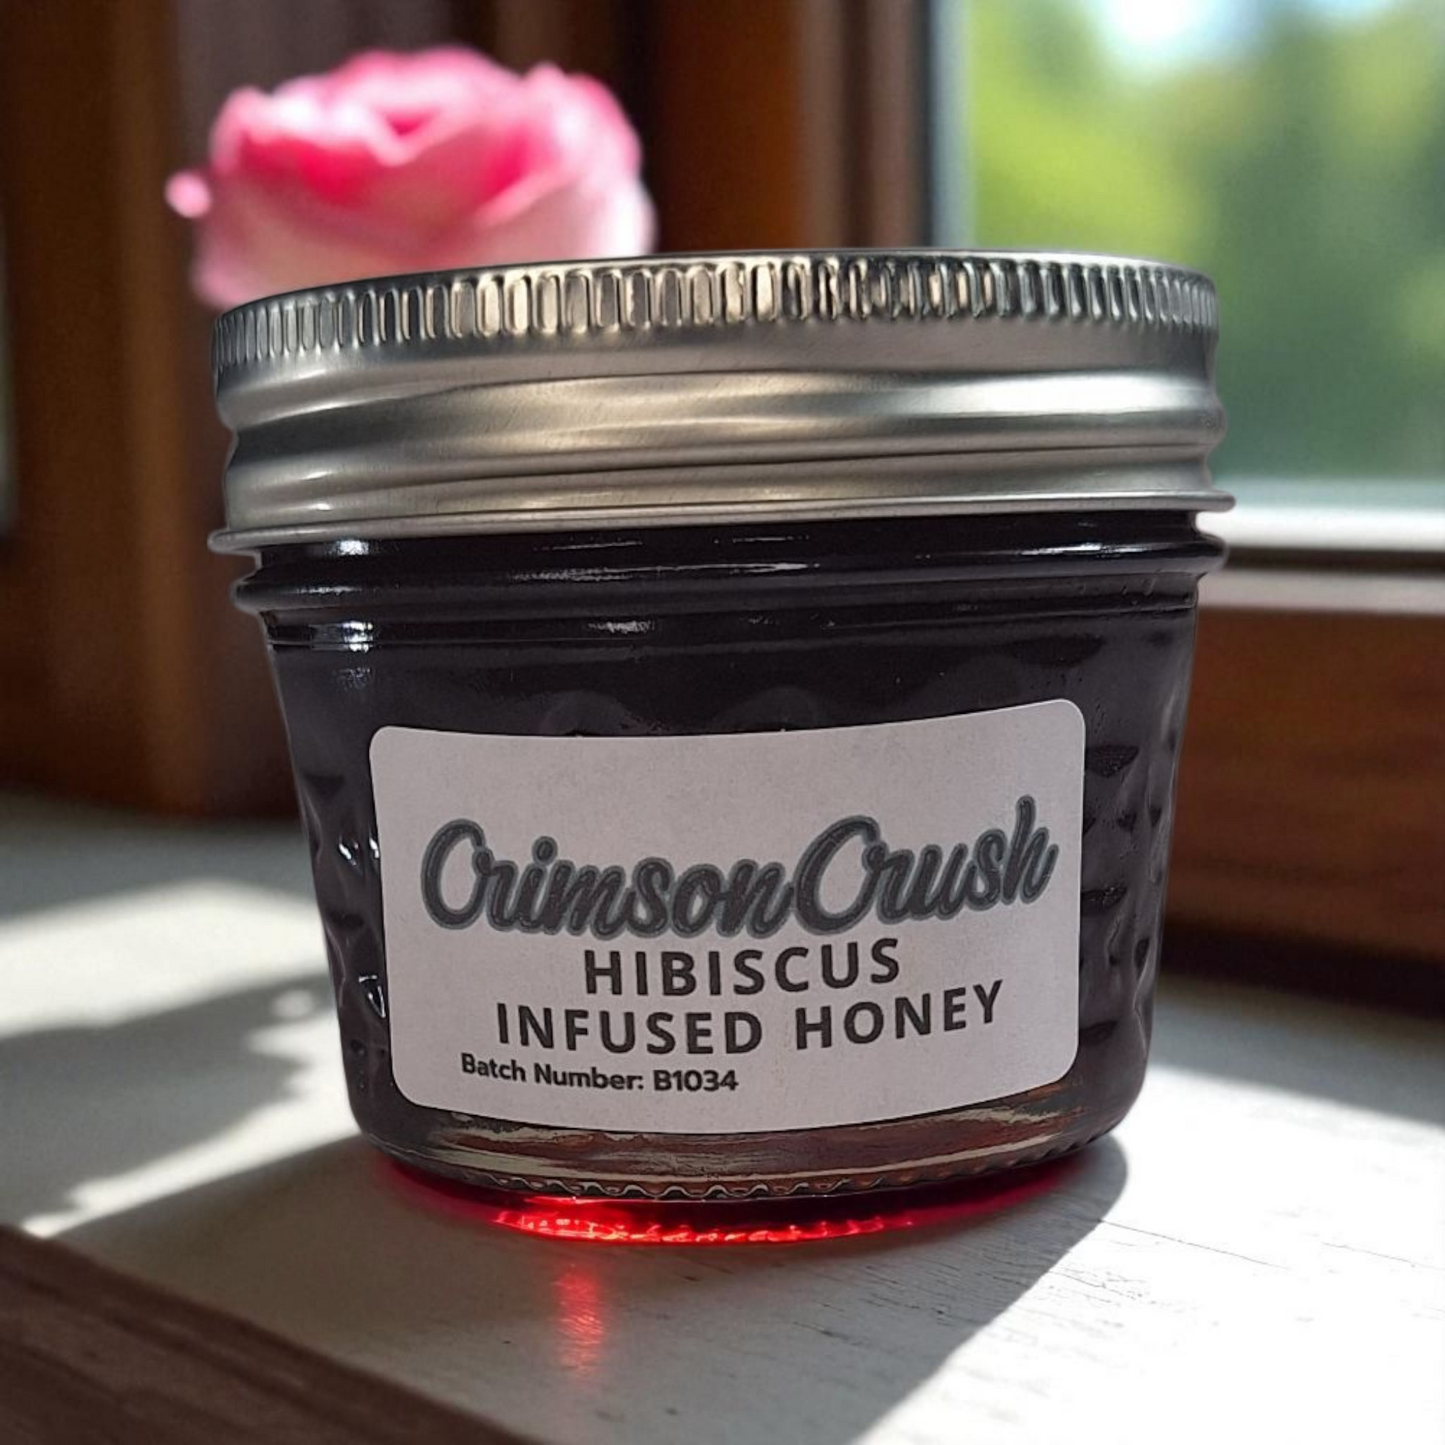 CrimsonCrush
HIBISCUS
INFUSED HONEY
Batch Number: B1034